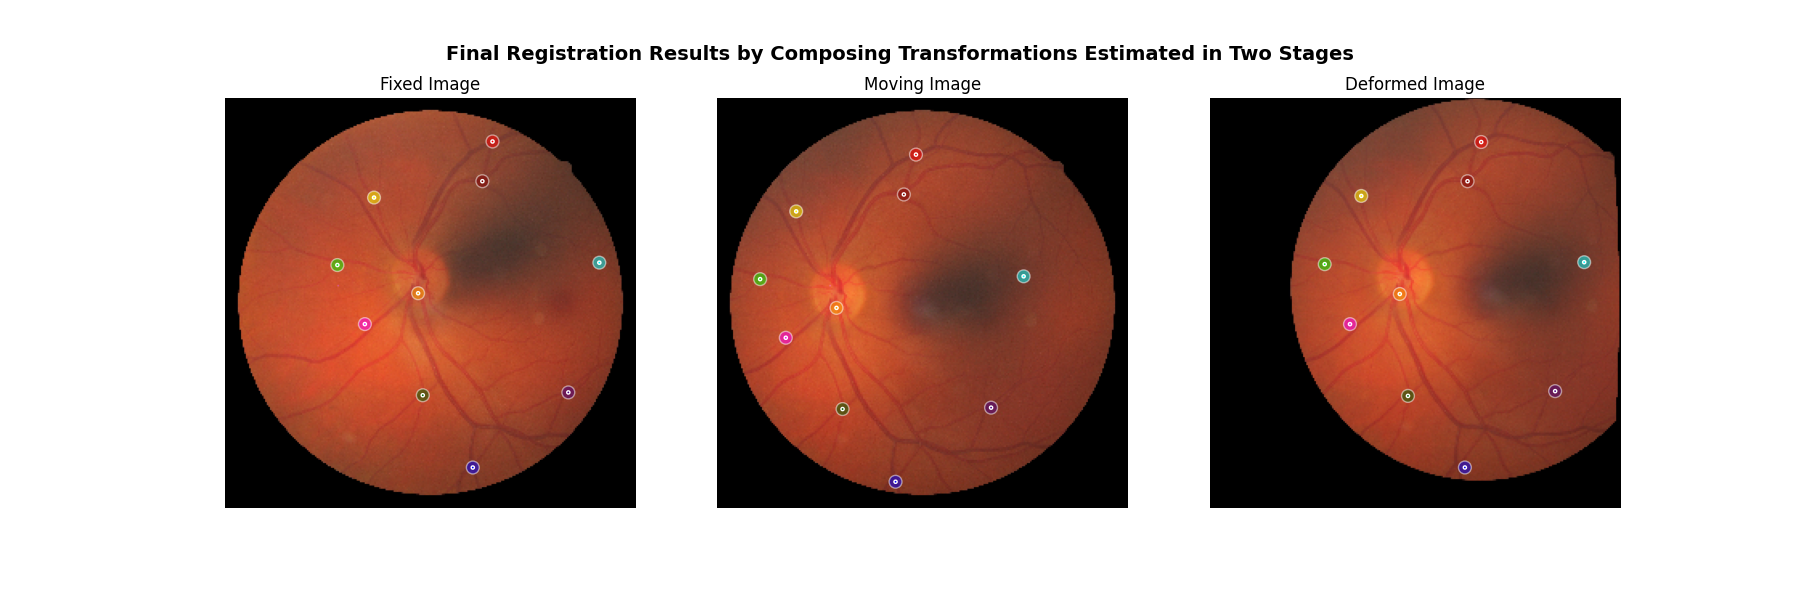 Final Registration Results by Composing Transformations Estimated in Two Stages
Fixed Image
Moving Image
Deformed Image